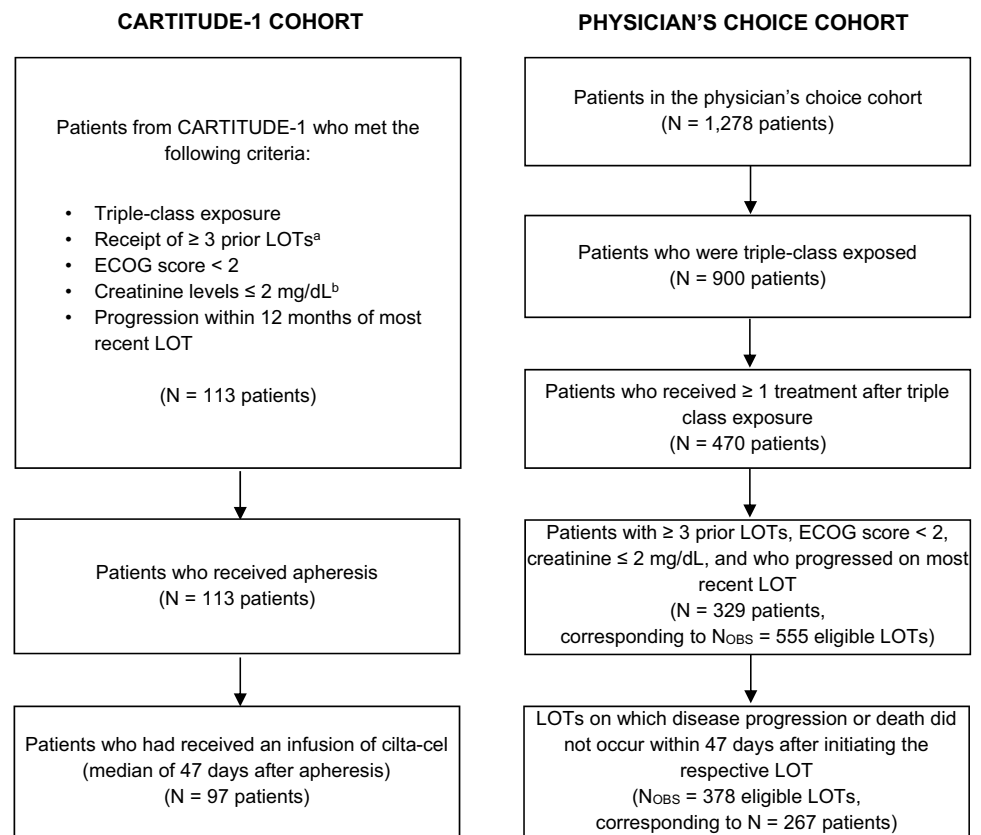 CARTITUDE-1 COHORT
Patients from CARTITUDE-1 who met the
following criteria:
• Triple-class exposure
• Receipt of ≥ 3 prior LOTsᵃ
• ECOG score < 2
• Creatinine levels ≤ 2 mg/dLᵇ
• Progression within 12 months of most
recent LOT
(N = 113 patients)
Patients who received apheresis
(N = 113 patients)
Patients who had received an infusion of cilta-cel
(median of 47 days after apheresis)
(N = 97 patients)
PHYSICIAN’S CHOICE COHORT
Patients in the physician’s choice cohort
(N = 1,278 patients)
Patients who were triple-class exposed
(N = 900 patients)
Patients who received ≥ 1 treatment after triple
class exposure
(N = 470 patients)
Patients with ≥ 3 prior LOTs, ECOG score < 2,
creatinine ≤ 2 mg/dL, and who progressed on most
recent LOT
(N = 329 patients,
corresponding to NOBS = 555 eligible LOTs)
LOTs on which disease progression or death did
not occur within 47 days after initiating the
respective LOT
(NOBS = 378 eligible LOTs,
corresponding to N = 267 patients)